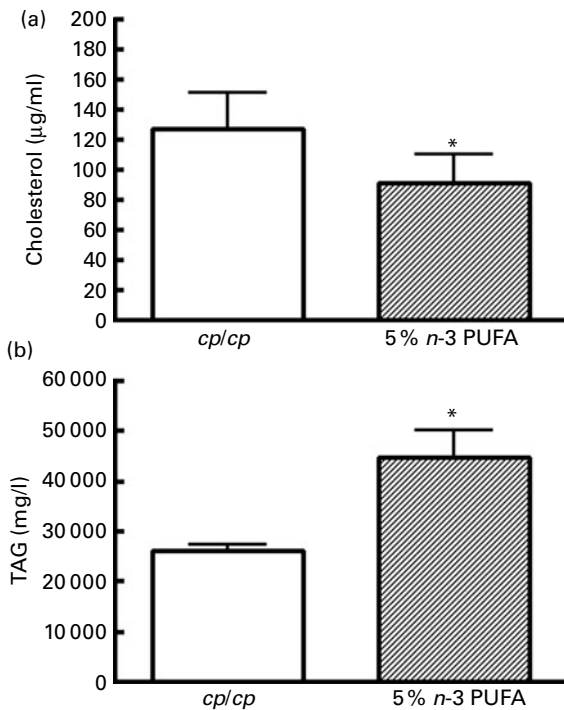 (a)
Cholesterol (μg/ml)
200
180
160
140
120
100
80
60
40
20
0
*
cp/cp
5 % n-3 PUFA
(b)
TAG (mg/l)
60 000
50 000
40 000
30 000
20 000
10 000
0
*
cp/cp
5 % n-3 PUFA